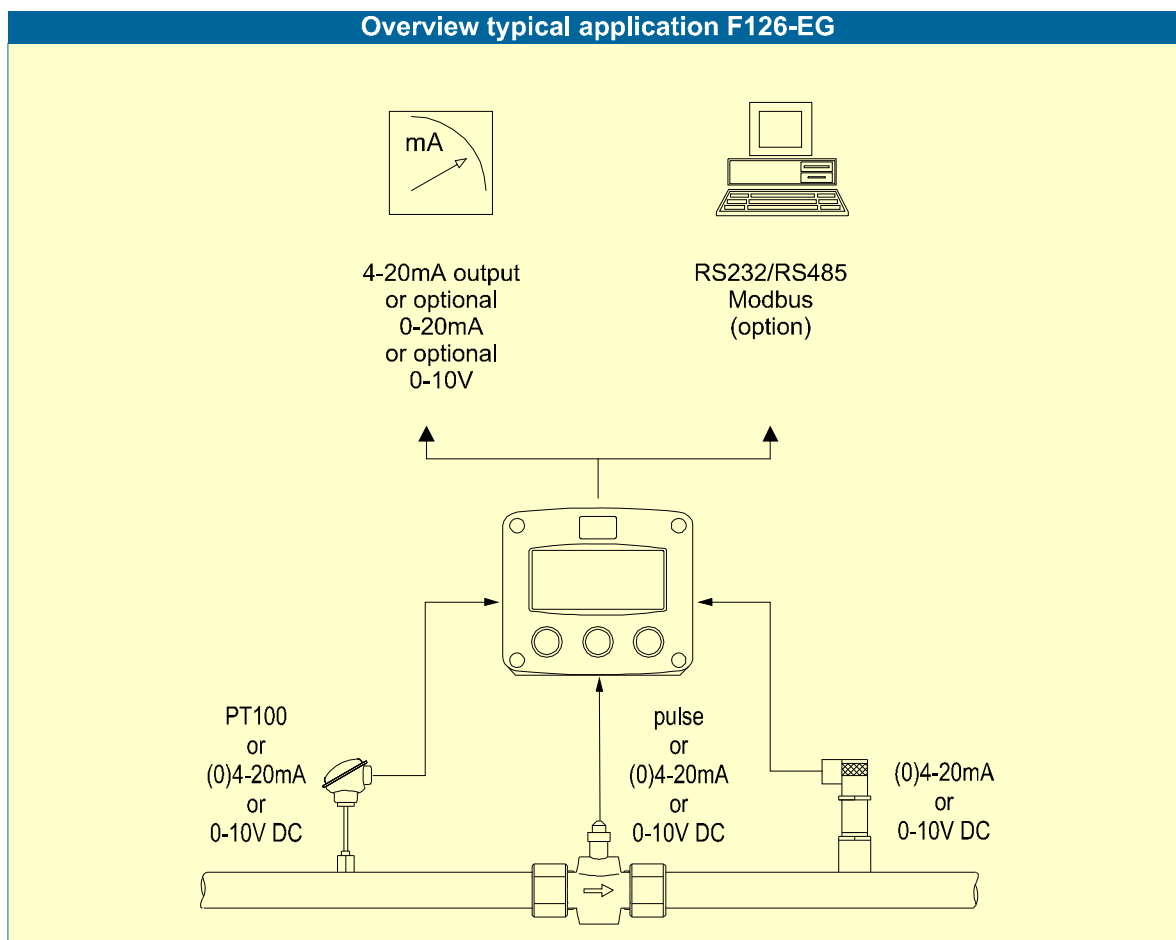 Overview typical application F126-EG
mA
4-20mA output
or optional
0-20mA
or optional
0-10V
RS232/RS485
Modbus
(option)
PT100
or
(0)4-20mA
or
0-10V DC
pulse
or
(0)4-20mA
or
0-10V DC
(0)4-20mA
or
0-10V DC